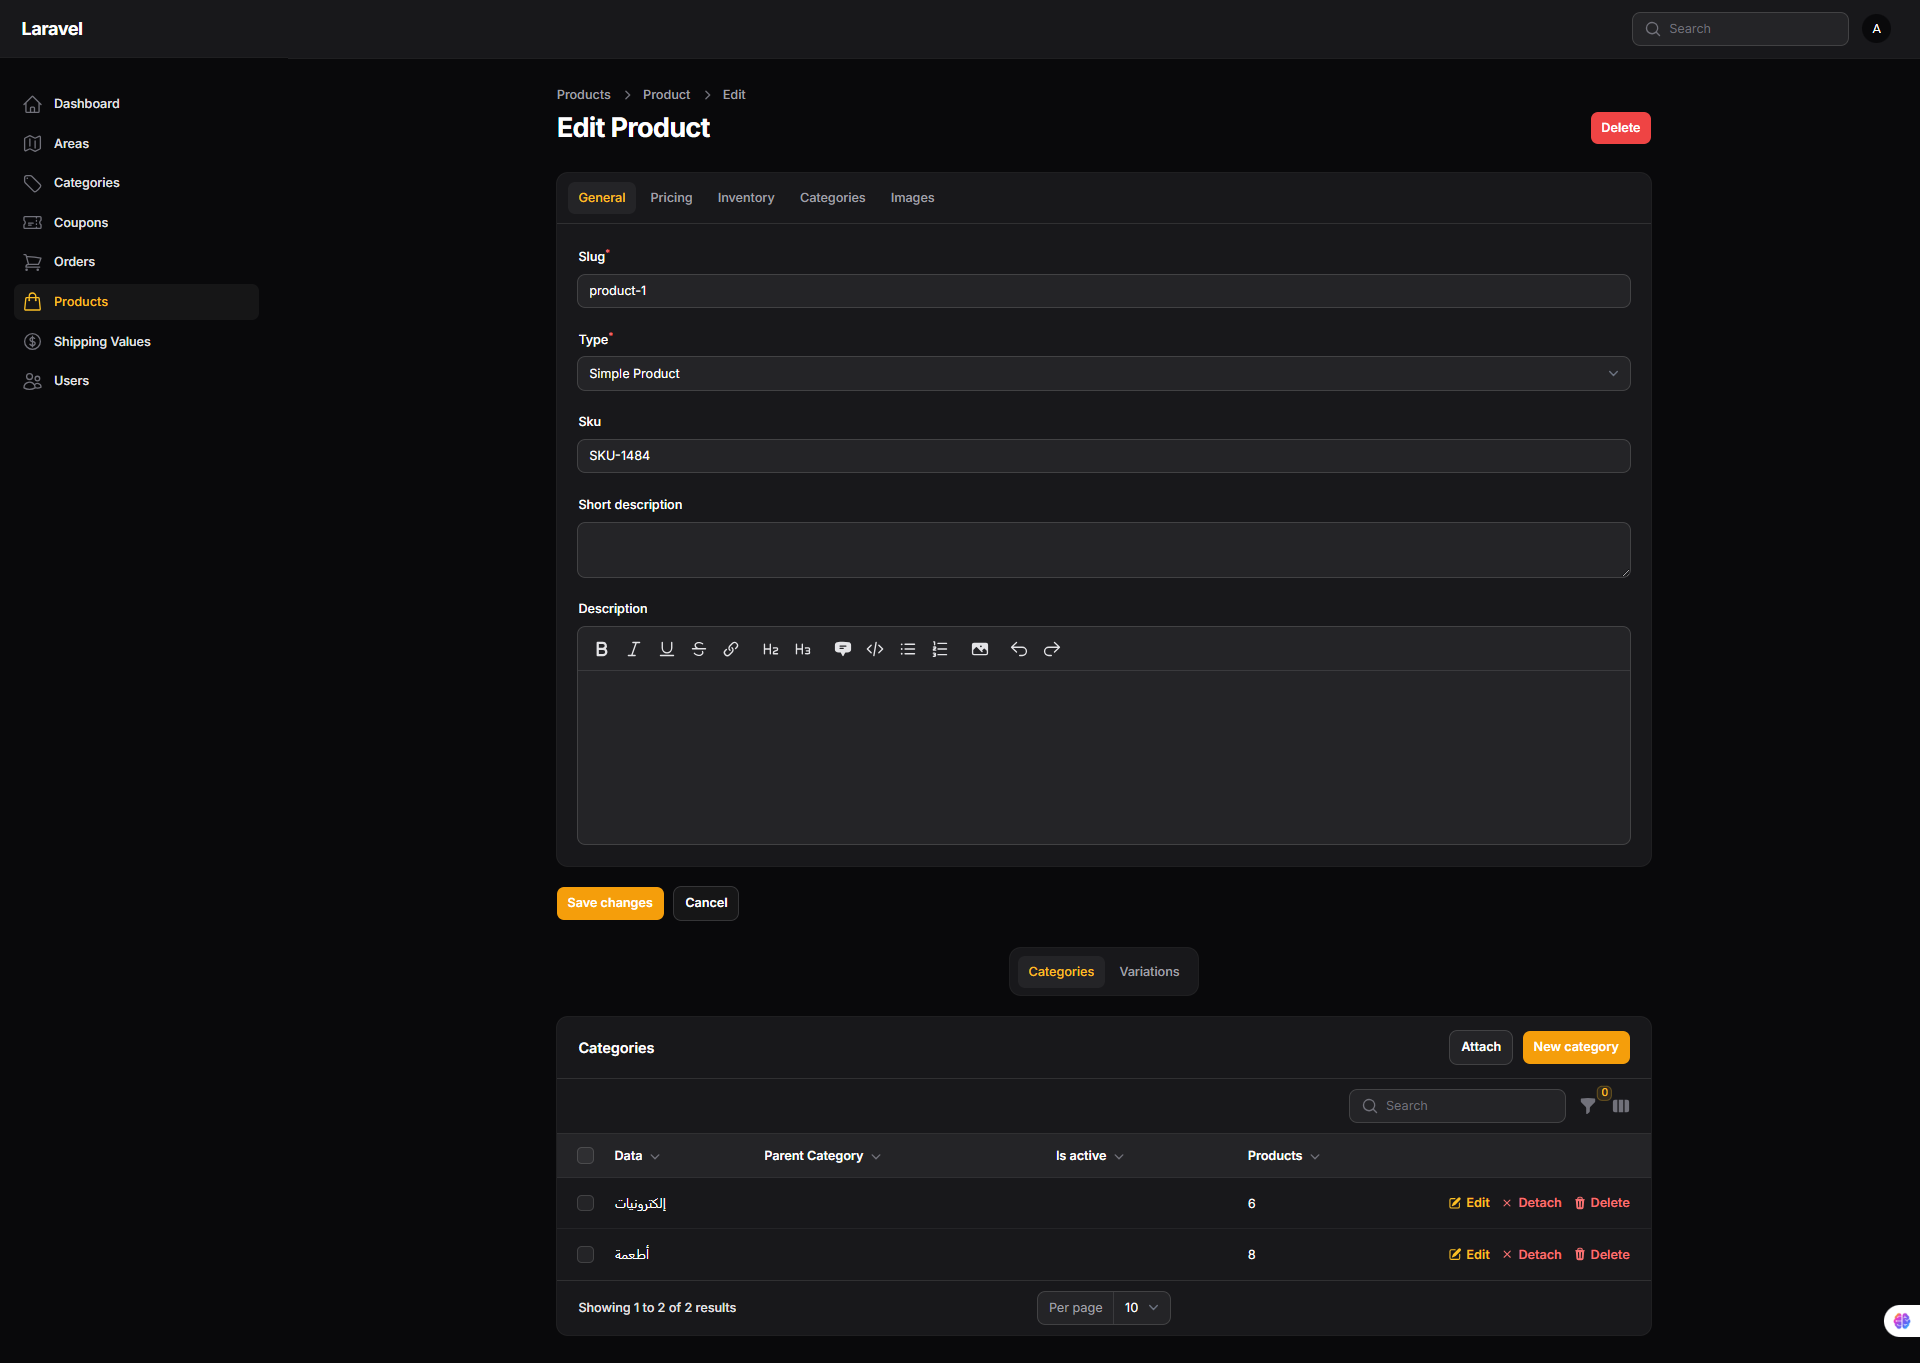 Laravel
Search
A
Dashboard
Areas
Categories
Coupons
Orders
Products
Shipping Values
Users
Products > Product > Edit
Edit Product
Delete
General Pricing Inventory Categories Images
Slug*
product-1
Type*
Simple Product
Sku
SKU-1484
Short description
Description
B I U S H2 H3
Save changes Cancel
Categories Variations
Categories
Attach New category
Search
0
Data Parent Category Is active Products
إلكترونيات 6 Edit Detach Delete
أطعمة 8 Edit Detach Delete
Showing 1 to 2 of 2 results
Per page 10